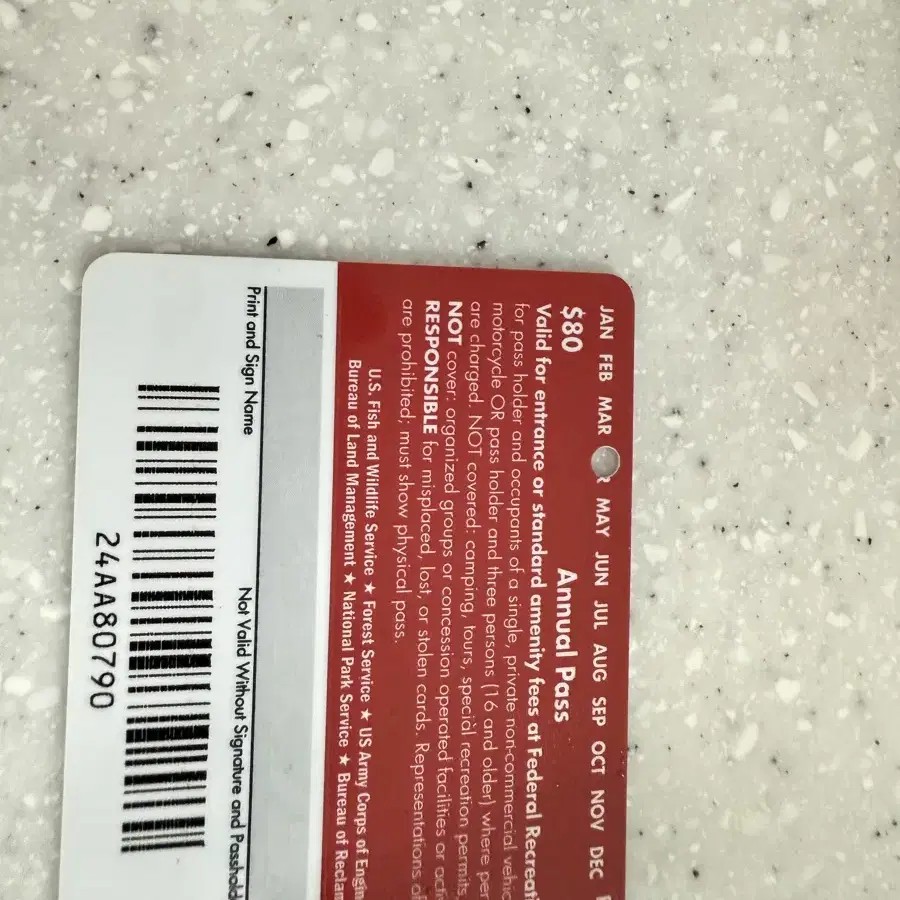 JAN FEB MAR R MAY JUN JUL AUG SEP OCT NOV DEC
$80 Annual Pass
Valid for entrance or standard amenity fees at Federal
for pass holder and occupants of a single, private non-commercial
motorcycle OR pass holder and three persons (16 and older) where
are charged. NOT covered: camping, tours, special recreation permits,
NOT cover: organized groups or concession operated facilities or
RESPONSIBLE for misplaced, lost, or stolen cards. Representations
are prohibited; must show physical pass.
U.S. Fish and Wildlife Service ★ Forest Service ★ US Army Corps of
Bureau of Land Management ★ National Park Service ★ Bureau of
Print and Sign Name Not Valid Without Signature and
24AA80790